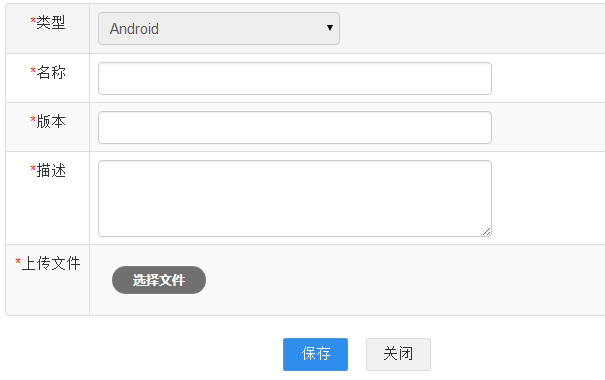 *类型 Android
*名称
*版本
*描述
*上传文件 选择文件
保存 关闭